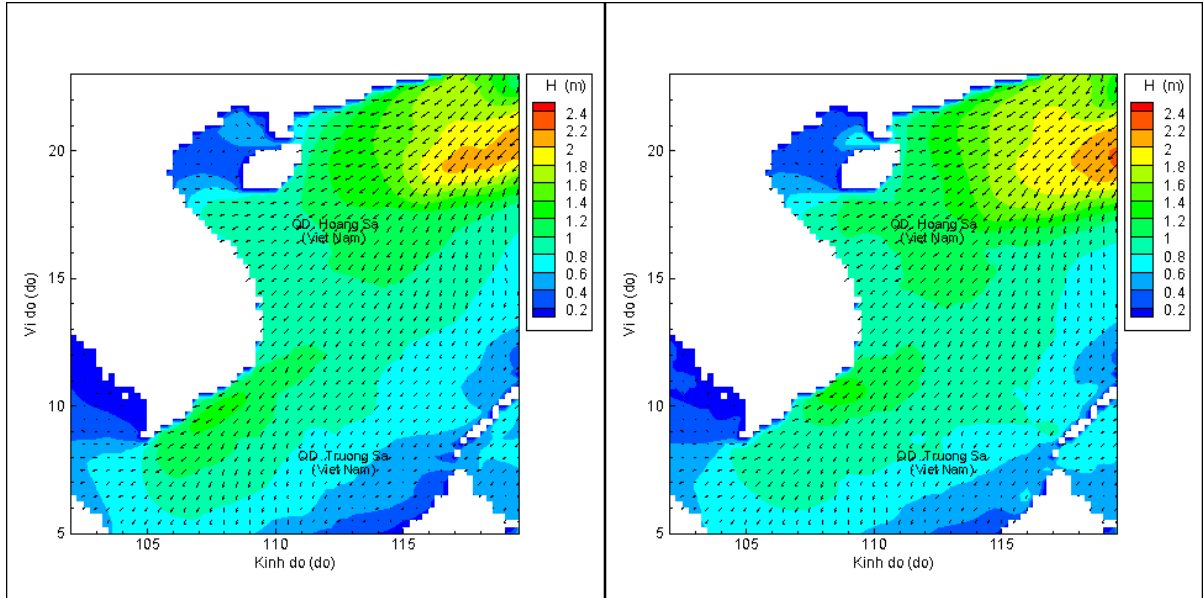 H (m)
2.4
2.2
2
1.8
1.6
1.4
1.2
1
0.8
0.6
0.4
0.2
20
15
10
5
Vi do (do)
QD. Hoang Sa
(Viet Nam)
QD. Truong Sa
(Viet Nam)
105
110
115
Kinh do (do)
H (m)
2.4
2.2
2
1.8
1.6
1.4
1.2
1
0.8
0.6
0.4
0.2
20
15
10
5
Vi do (do)
QD. Hoang Sa
(Viet Nam)
QD. Truong Sa
(Viet Nam)
105
110
115
Kinh do (do)